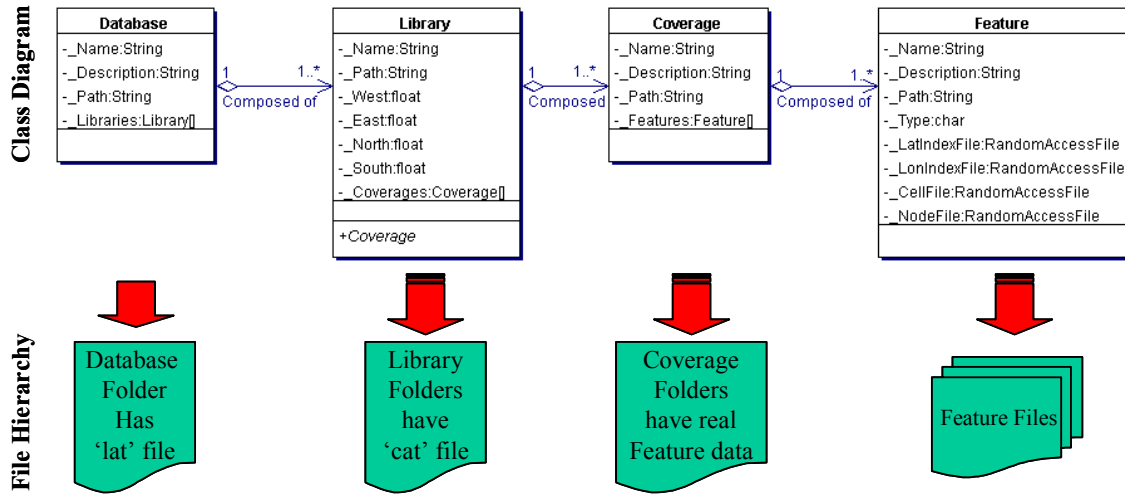 Class Diagram
Database
-_Name:String
-_Description:String
-_Path:String
-_Libraries:Library[]
1
1..*
Composed of
Library
-_Name:String
-_Path:String
-_West:float
-_East:float
-_North:float
-_South:float
-_Coverages:Coverage[]
+Coverage
1
1..*
Composed
Coverage
-_Name:String
-_Description:String
-_Path:String
-_Features:Feature[]
1
1..*
Composed of
Feature
-_Name:String
-_Description:String
-_Path:String
-_Type:char
-_LatIndexFile:RandomAccessFile
-_LonIndexFile:RandomAccessFile
-_CellFile:RandomAccessFile
-_NodeFile:RandomAccessFile
File Hierarchy
Database
Folder
Has
‘lat’ file
Library
Folders
have
‘cat’ file
Coverage
Folders
have real
Feature data
Feature Files